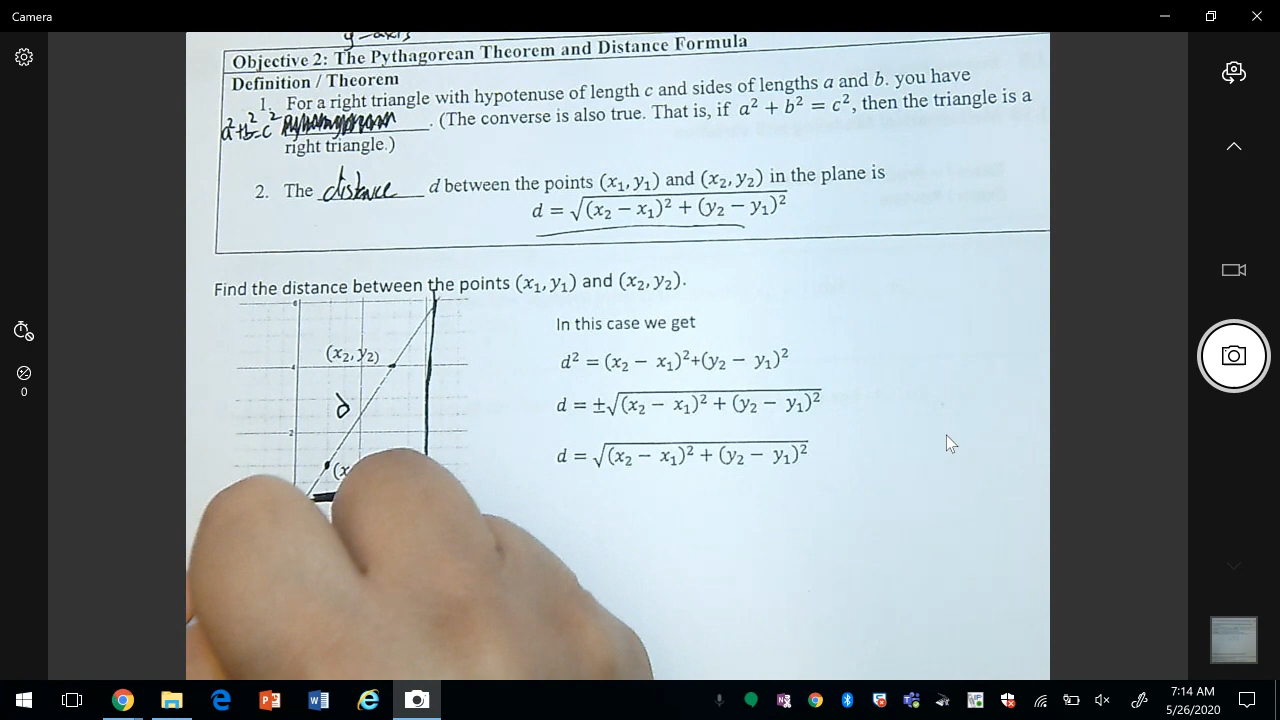 Camera
y-axis
Objective 2: The Pythagorean Theorem and Distance Formula
Definition / Theorem
1. For a right triangle with hypotenuse of length c and sides of lengths a and b. you have
a²+b²=c² . (The converse is also true. That is, if a² + b² = c², then the triangle is a
right triangle.)
2. The distance d between the points (x₁, y₁) and (x₂, y₂) in the plane is
d = √(x₂ − x₁)² + (y₂ − y₁)²
Find the distance between the points (x₁, y₁) and (x₂, y₂).
6
In this case we get
(x₂, y₂)
d² = (x₂ − x₁)²+(y₂ − y₁)²
4
d = ±√(x₂ − x₁)² + (y₂ − y₁)²
d
2
d = √(x₂ − x₁)² + (y₂ − y₁)²
(x
0
7:14 AM
5/26/2020